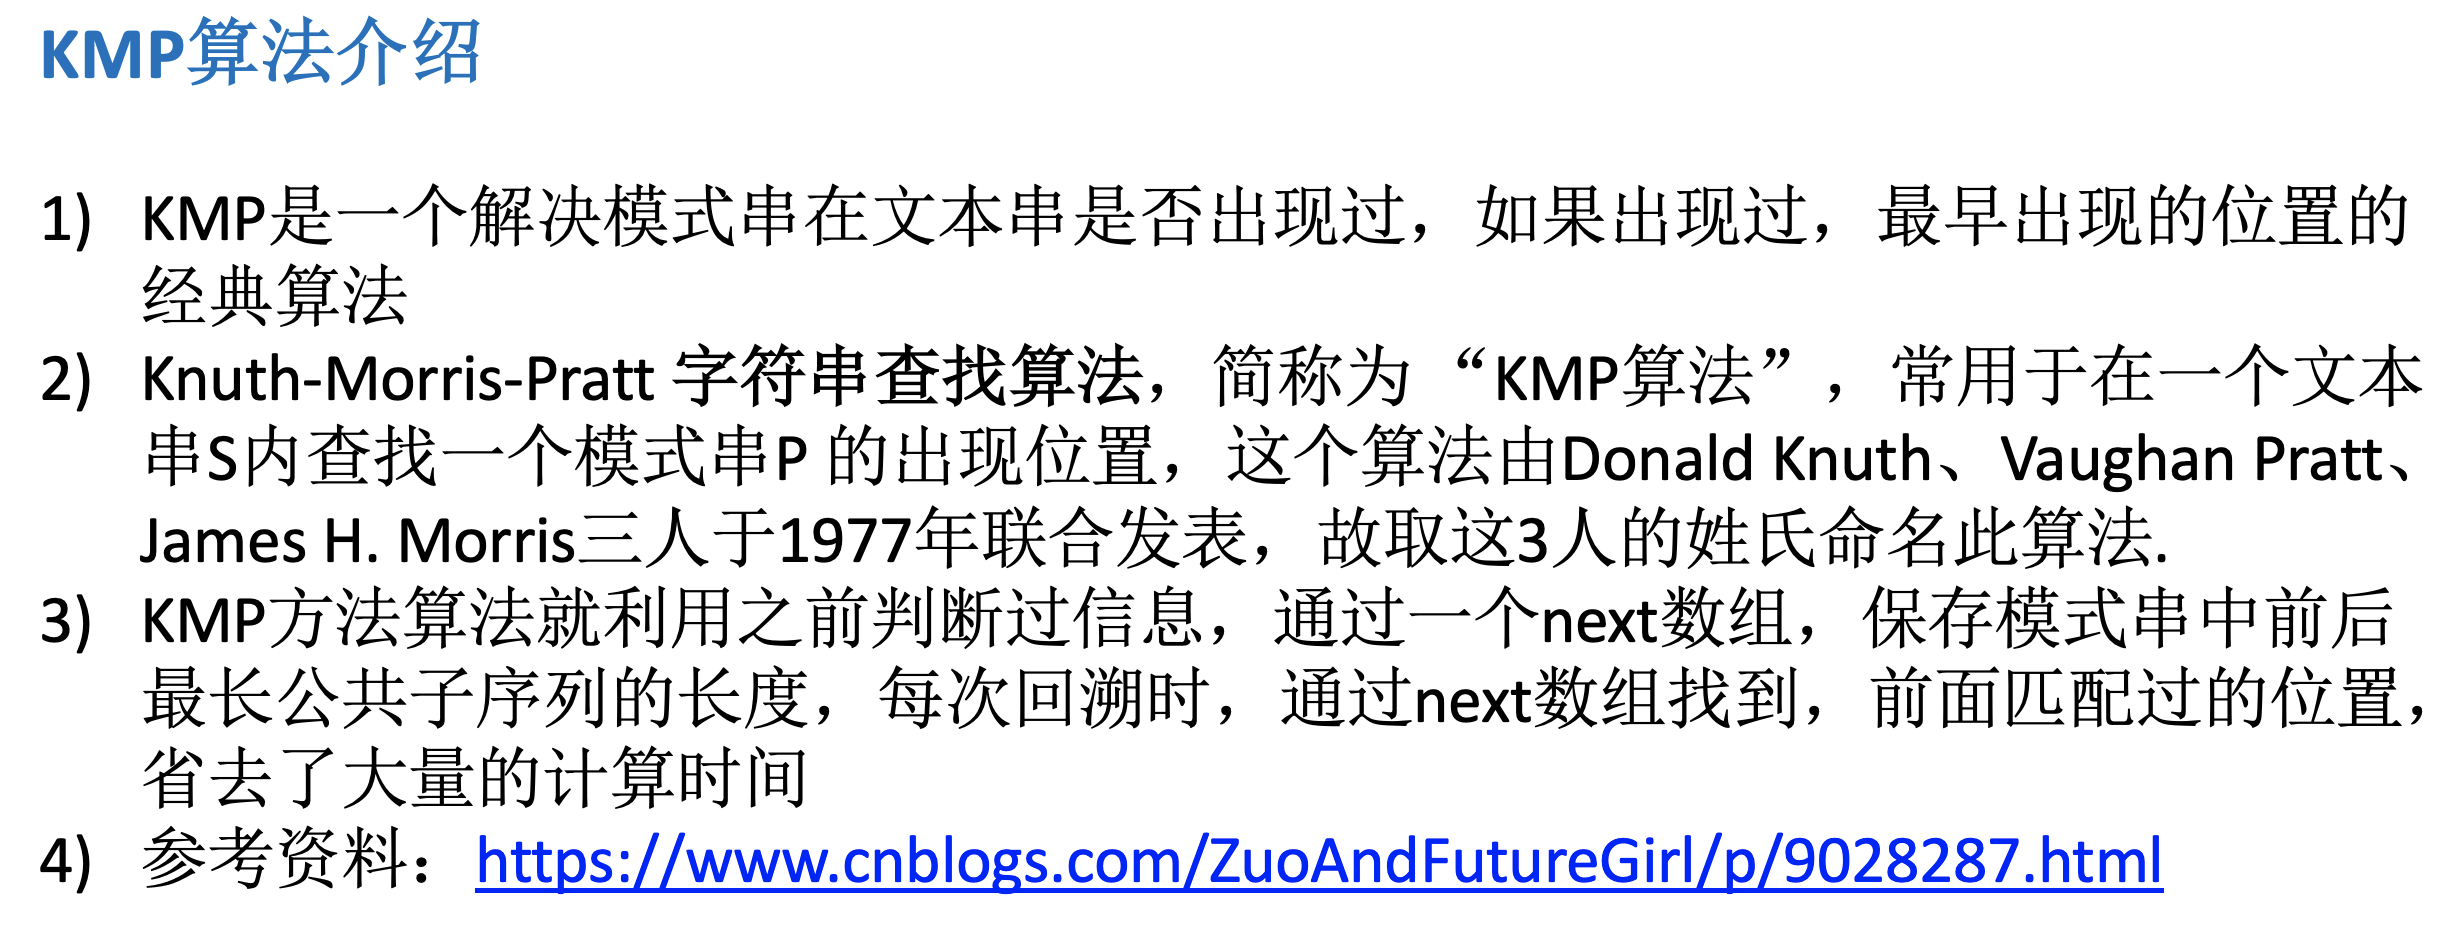 KMP算法介绍
1) KMP是一个解决模式串在文本串是否出现过，如果出现过，最早出现的位置的
经典算法
2) Knuth-Morris-Pratt 字符串查找算法，简称为 “KMP算法”，常用于在一个文本
串S内查找一个模式串P 的出现位置，这个算法由Donald Knuth、Vaughan Pratt、
James H. Morris三人于1977年联合发表，故取这3人的姓氏命名此算法.
3) KMP方法算法就利用之前判断过信息，通过一个next数组，保存模式串中前后
最长公共子序列的长度，每次回溯时，通过next数组找到，前面匹配过的位置，
省去了大量的计算时间
4) 参考资料：https://www.cnblogs.com/ZuoAndFutureGirl/p/9028287.html